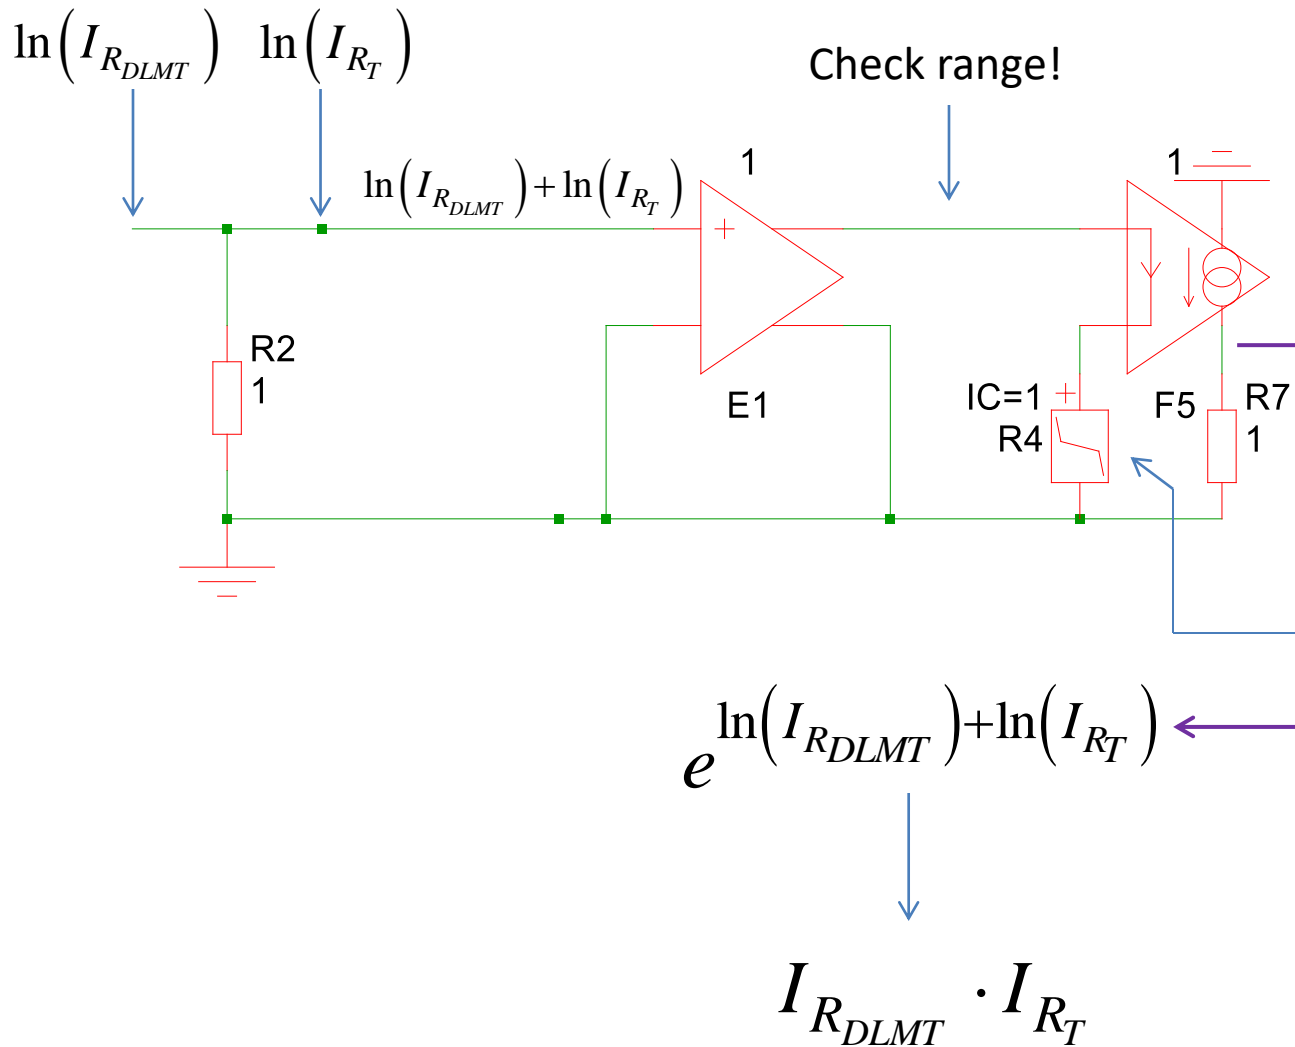 ln(I_{R_{DLMT}}) ln(I_{R_T})
Check range!
ln(I_{R_{DLMT}})+ln(I_{R_T})
1
1
+
R2
1
E1
IC=1 +
R4
F5
R7
1
e^{ln(I_{R_{DLMT}})+ln(I_{R_T})}
I_{R_{DLMT}} · I_{R_T}